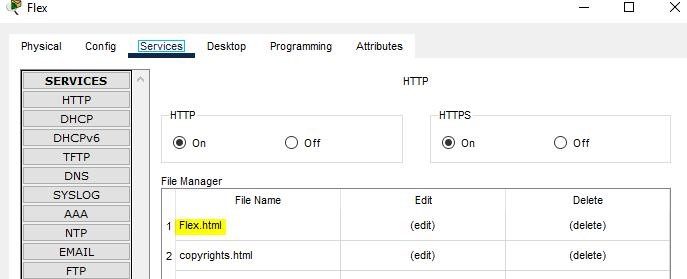 Flex
Physical Config Services Desktop Programming Attributes
SERVICES
HTTP
DHCP
DHCPv6
TFTP
DNS
SYSLOG
AAA
NTP
EMAIL
FTP
HTTP
HTTP
On Off
HTTPS
On Off
File Manager
File Name Edit Delete
1 Flex.html (edit) (delete)
2 copyrights.html (edit) (delete)